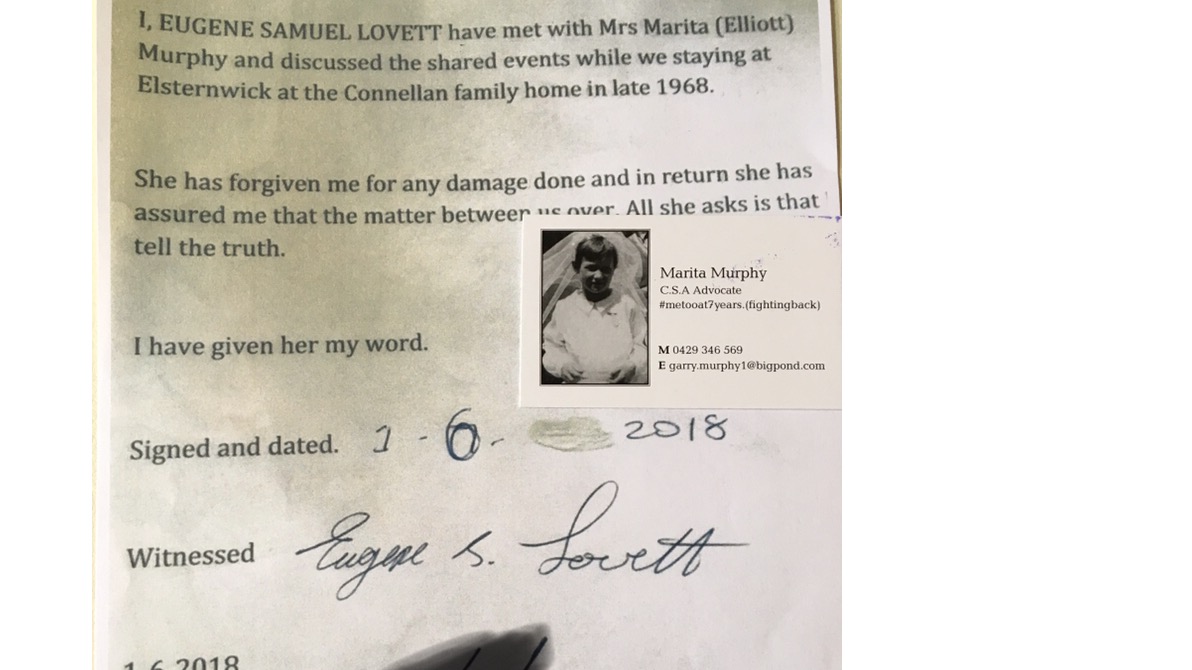 I, EUGENE SAMUEL LOVETT have met with Mrs Marita (Elliott)
Murphy and discussed the shared events while we staying at
Elsternwick at the Connellan family home in late 1968.
She has forgiven me for any damage done and in return she has
assured me that the matter between us over. All she asks is that
tell the truth.
Marita Murphy
C.S.A Advocate
#metooat7years.(fightingback)
M 0429 346 569
E garry.murphy1@bigpond.com
I have given her my word.
Signed and dated. 1 - 6 - 2018
Witnessed Eugene S. Lovett
1 6 2018